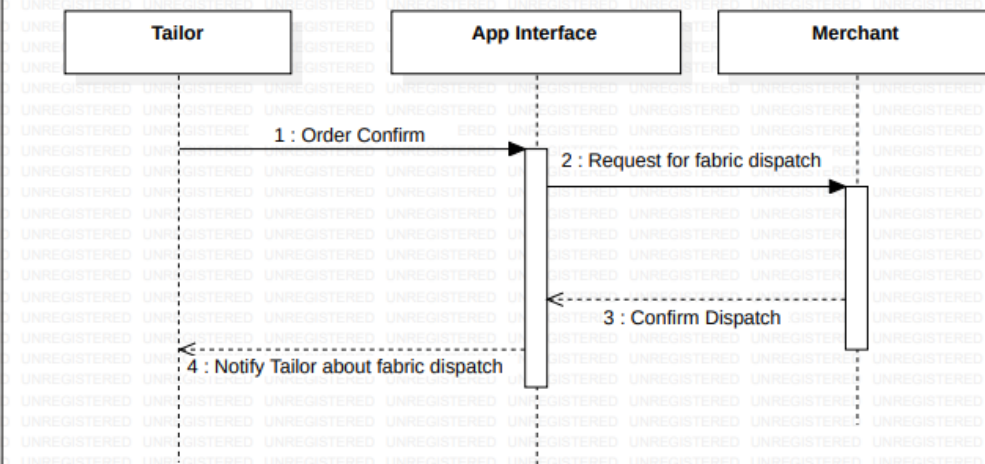 Tailor
App Interface
Merchant
1 : Order Confirm
2 : Request for fabric dispatch
3 : Confirm Dispatch
4 : Notify Tailor about fabric dispatch
UNREGISTERED